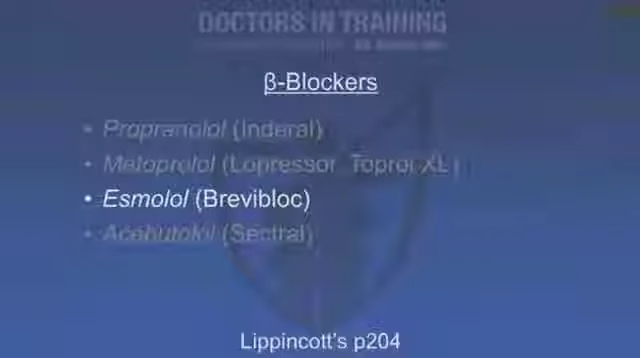 DOCTORS IN TRAINING
β-Blockers
• Propranolol (Inderal)
• Metoprolol (Lopressor, Toprol XL)
• Esmolol (Brevibloc)
• Acebutolol (Sectral)
Lippincott's p204